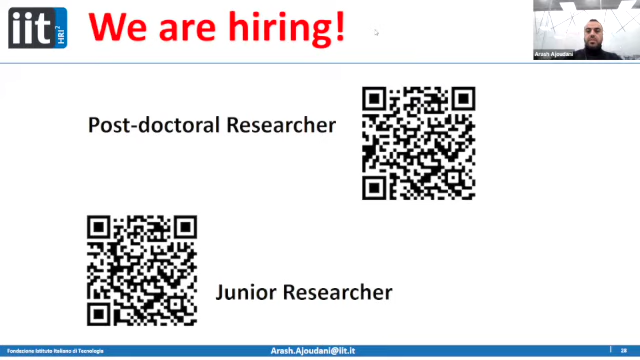 iit
HRI²
We are hiring!
Arash Ajoudani
Post-doctoral Researcher
Junior Researcher
Fondazione Istituto Italiano di Tecnologia
Arash.Ajoudani@iit.it
28